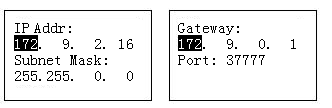 IP Addr:
172.  9.  2. 16
Subnet Mask:
255.255.  0.  0
Gateway:
172.  9.  0.  1
Port: 37777